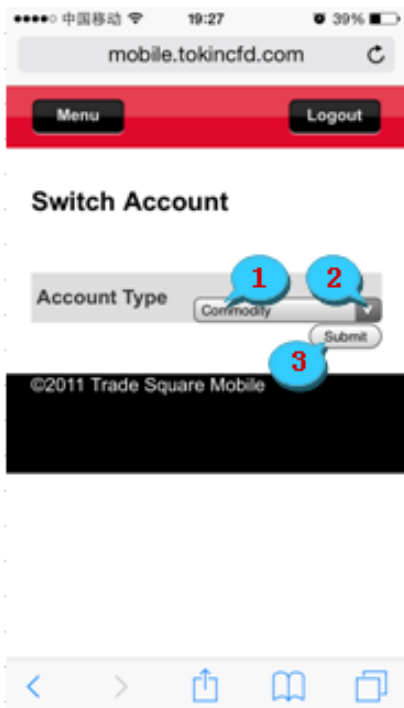 中国移动 19:27 39%
mobile.tokincfd.com
Menu Logout
Switch Account
1 2
Account Type Commodity
Submit
3
©2011 Trade Square Mobile